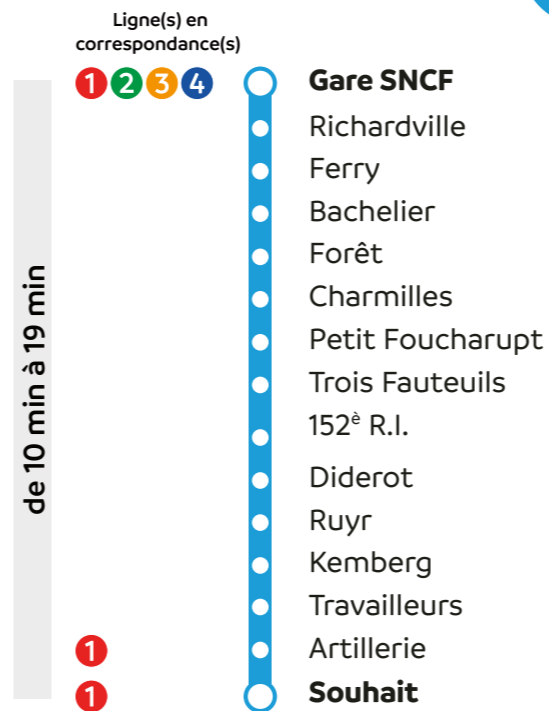 Ligne(s) en
correspondance(s)
1 2 3 4 Gare SNCF
Richardville
Ferry
Bachelier
Forêt
Charmilles
Petit Foucharupt
Trois Fauteuils
152è R.I.
Diderot
Ruyr
Kemberg
Travailleurs
1 Artillerie
1 Souhait
de 10 min à 19 min